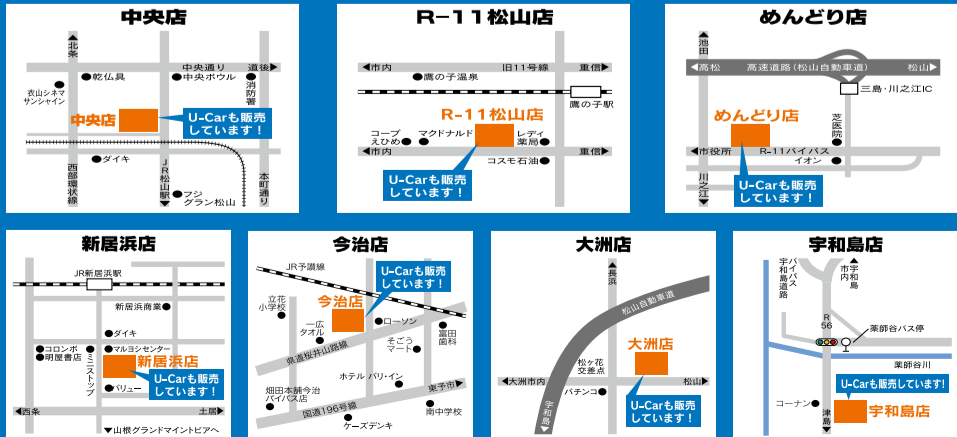 中央店
北条
中央通り
道後
乾仏具
中央ボウル
消防署
衣山シネマ
サンシャイン
中央店
U-Carも販売
しています！
ダイキ
西部環状線
JR松山駅
本町通り
フジ
グラン松山
R-11松山店
市内
旧11号線
重信
鷹の子温泉
鷹の子駅
R-11松山店
コープ
えひめ
マクドナルド
レディ
薬局
市内
重信
コスモ石油
U-Carも販売
しています！
めんどり店
池田
高松
高速道路(松山自動車道)
松山
三島・川之江IC
めんどり店
芝医院
市役所
R-11バイパス
イオン
川之江
U-Carも販売
しています！
新居浜店
JR新居浜駅
新居浜商業
ダイキ
コロンボ
明屋書店
ミニストップ
マルヨシセンター
新居浜店
バリュー
U-Carも販売
しています！
西条
土居
山根グランドマイントピアへ
今治店
JR予讃線
U-Carも販売
しています！
立花
小学校
今治店
一広
タオル
ローソン
そごう
マート
冨田
歯科
県道桜井山路線
ホテル パリ・イン
東予市
畑田本舗今治
バイパス店
国道196号線
南中学校
ケーズデンキ
大洲店
長浜
松山自動車道
大洲店
松ヶ花
交差点
大洲市内
松山
パチンコ
U-Carも販売
しています！
宇和島
宇和島店
宇和島道路
バイパス
宇和島
市内
R
56
薬師谷バス停
薬師谷川
U-Carも販売しています！
コーナン
宇和島店
津島